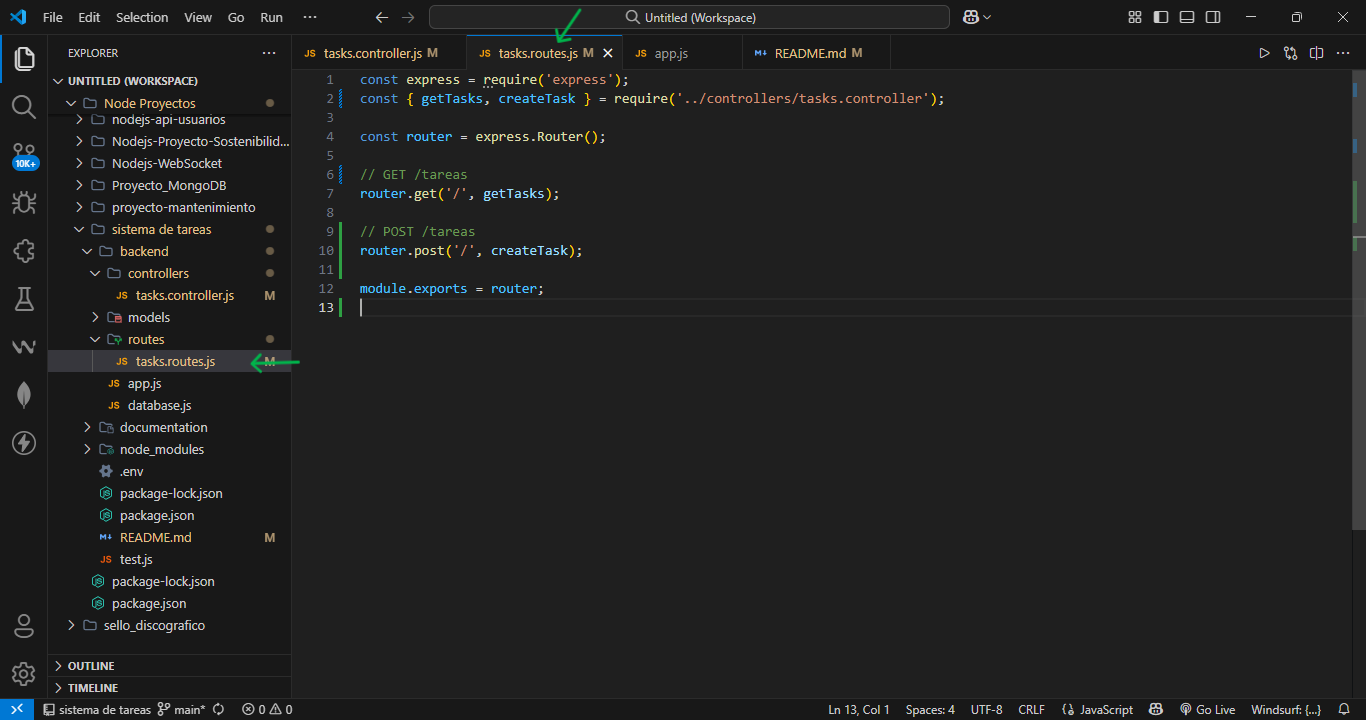 File Edit Selection View Go Run ··· Untitled (Workspace)
EXPLORER ···
UNTITLED (WORKSPACE)
Node Proyectos
nodejs-api-usuarios
Nodejs-Proyecto-Sostenibilid...
Nodejs-WebSocket
Proyecto_MongoDB
proyecto-mantenimiento
sistema de tareas
backend
controllers
JS tasks.controller.js M
models
routes
JS tasks.routes.js M
JS app.js
JS database.js
documentation
node_modules
.env
package-lock.json
package.json
M↓ README.md M
JS test.js
package-lock.json
package.json
sello_discografico
OUTLINE
TIMELINE
10K+
JS tasks.controller.js M JS tasks.routes.js M JS app.js M↓ README.md M
1 const express = require('express');
2 const { getTasks, createTask } = require('../controllers/tasks.controller');
3
4 const router = express.Router();
5
6 // GET /tareas
7 router.get('/', getTasks);
8
9 // POST /tareas
10 router.post('/', createTask);
11
12 module.exports = router;
13
sistema de tareas main* 0 0 Ln 13, Col 1 Spaces: 4 UTF-8 CRLF {} JavaScript Go Live Windsurf: {...}